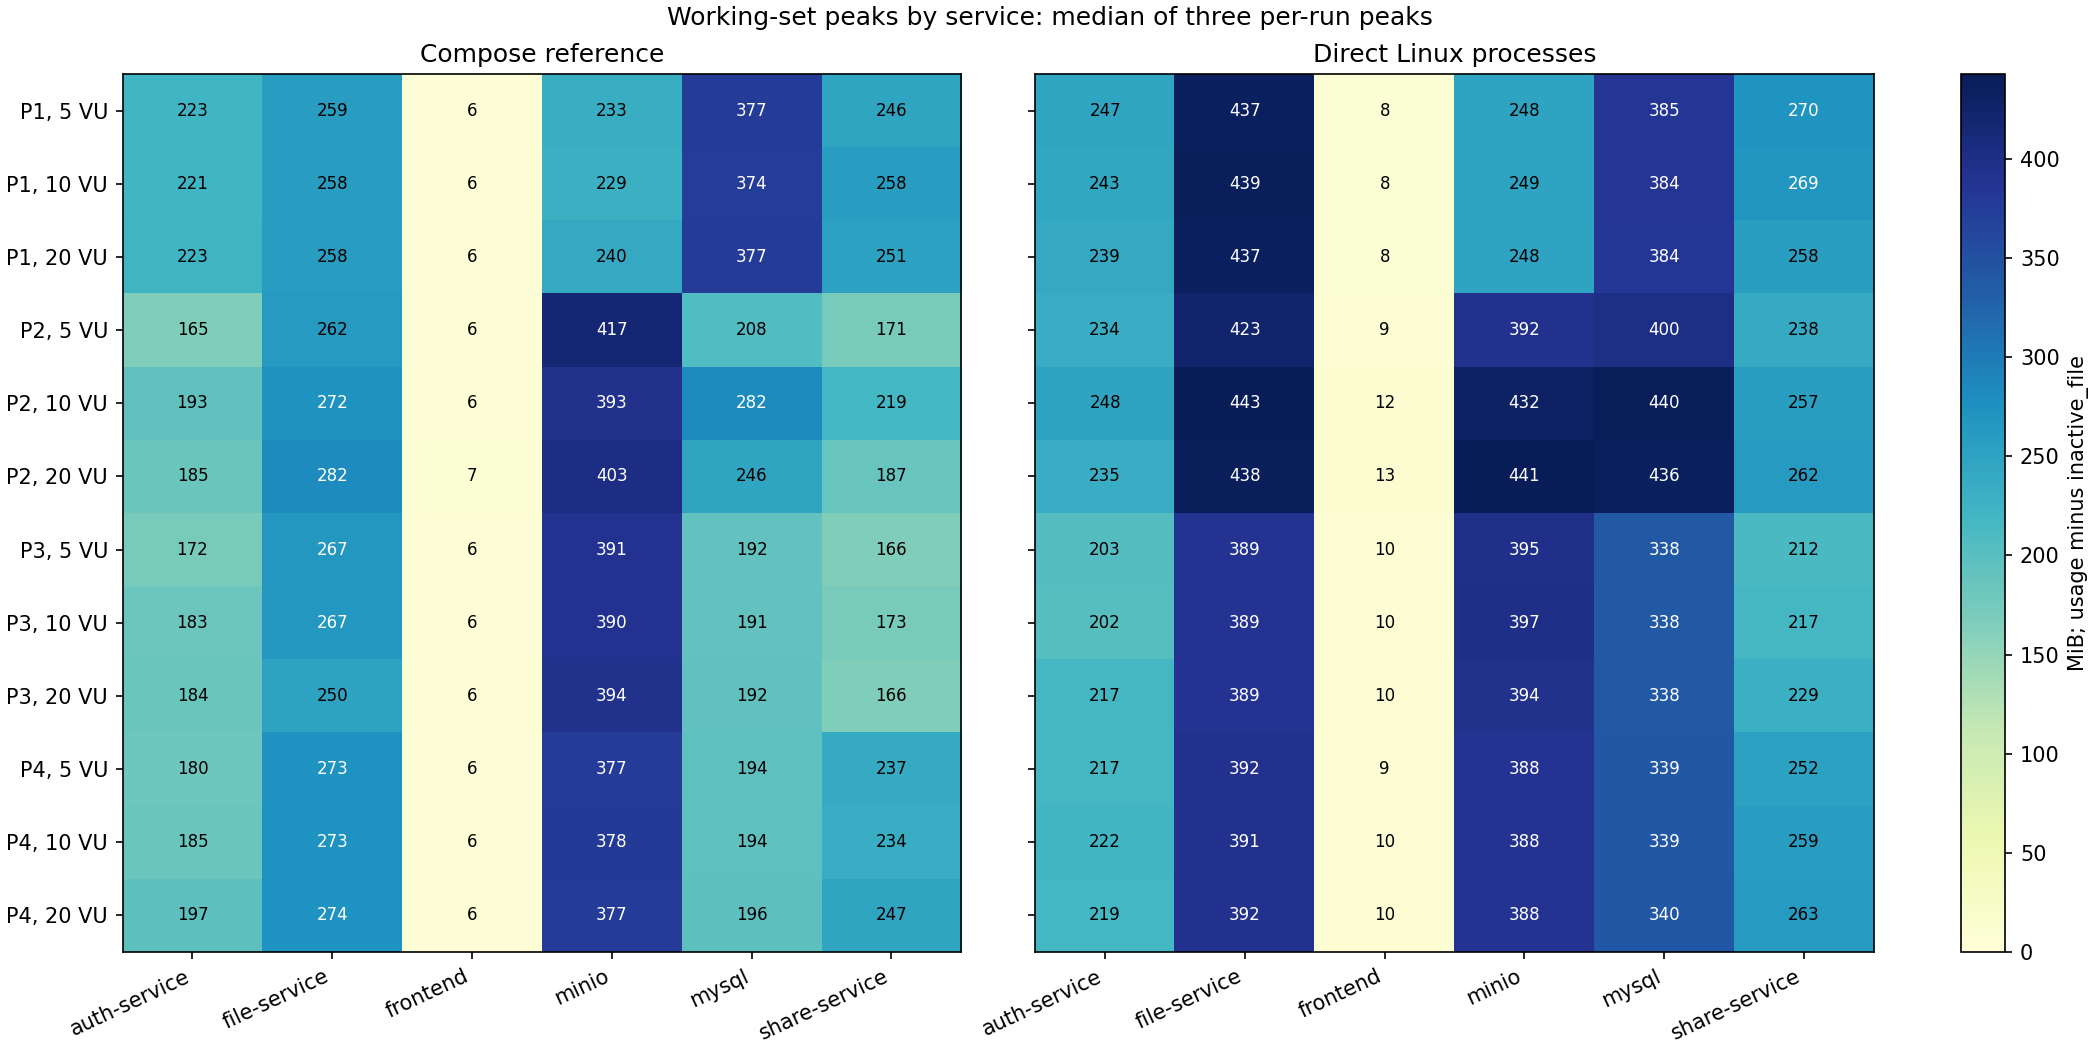 Working-set peaks by service: median of three per-run peaks
Compose reference
Direct Linux processes
P1, 5 VU 223 259 6 233 377 246 247 437 8 248 385 270
P1, 10 VU 221 258 6 229 374 258 243 439 8 249 384 269
P1, 20 VU 223 258 6 240 377 251 239 437 8 248 384 258
P2, 5 VU 165 262 6 417 208 171 234 423 9 392 400 238
P2, 10 VU 193 272 6 393 282 219 248 443 12 432 440 257
P2, 20 VU 185 282 7 403 246 187 235 438 13 441 436 262
P3, 5 VU 172 267 6 391 192 166 203 389 10 395 338 212
P3, 10 VU 183 267 6 390 191 173 202 389 10 397 338 217
P3, 20 VU 184 250 6 394 192 166 217 389 10 394 338 229
P4, 5 VU 180 273 6 377 194 237 217 392 9 388 339 252
P4, 10 VU 185 273 6 378 194 234 222 391 10 388 339 259
P4, 20 VU 197 274 6 377 196 247 219 392 10 388 340 263
auth-service file-service frontend minio mysql share-service
auth-service file-service frontend minio mysql share-service
400
350
300
250
200
150
100
50
0
MiB; usage minus inactive_file